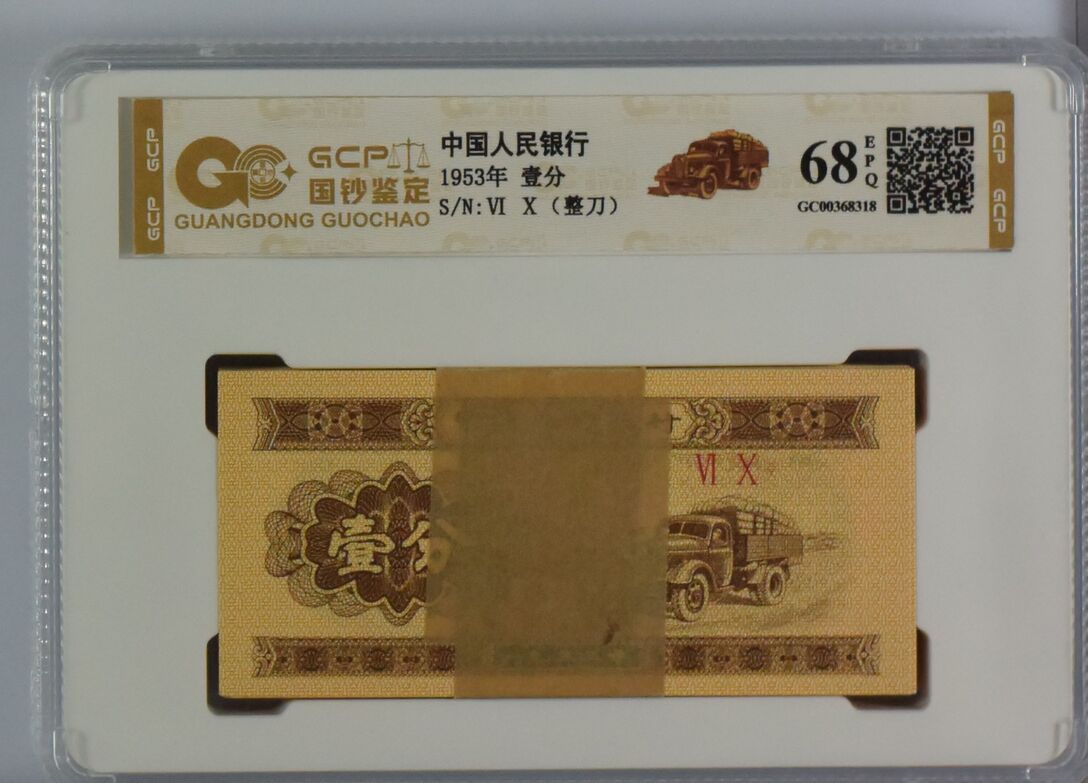 GCP
GCP
GCP
国钞鉴定
GUANGDONG GUOCHAO
中国人民银行
1953年 壹分
S/N:VI X (整刀)
68
EPQ
GC00368318
GCP
GCP
VI X
壹分